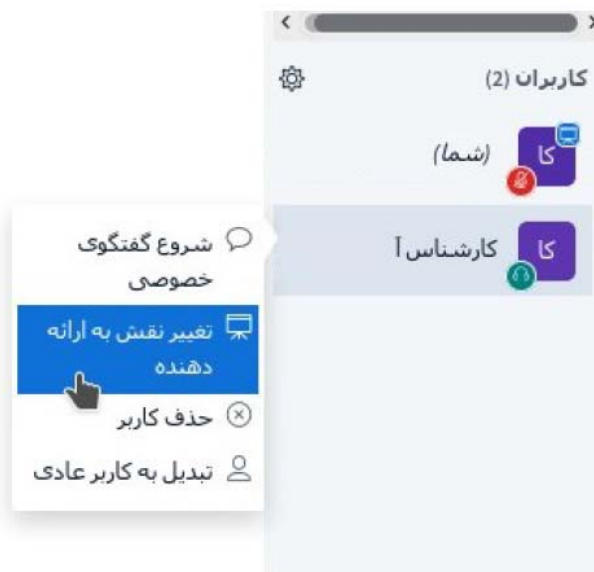 کاربران (2)
کا
(شما)
کا
کارشناس آ
شروع گفتگوی
خصوصی
تغییر نقش به ارائه
دهنده
حذف کاربر
تبدیل به کاربر عادی